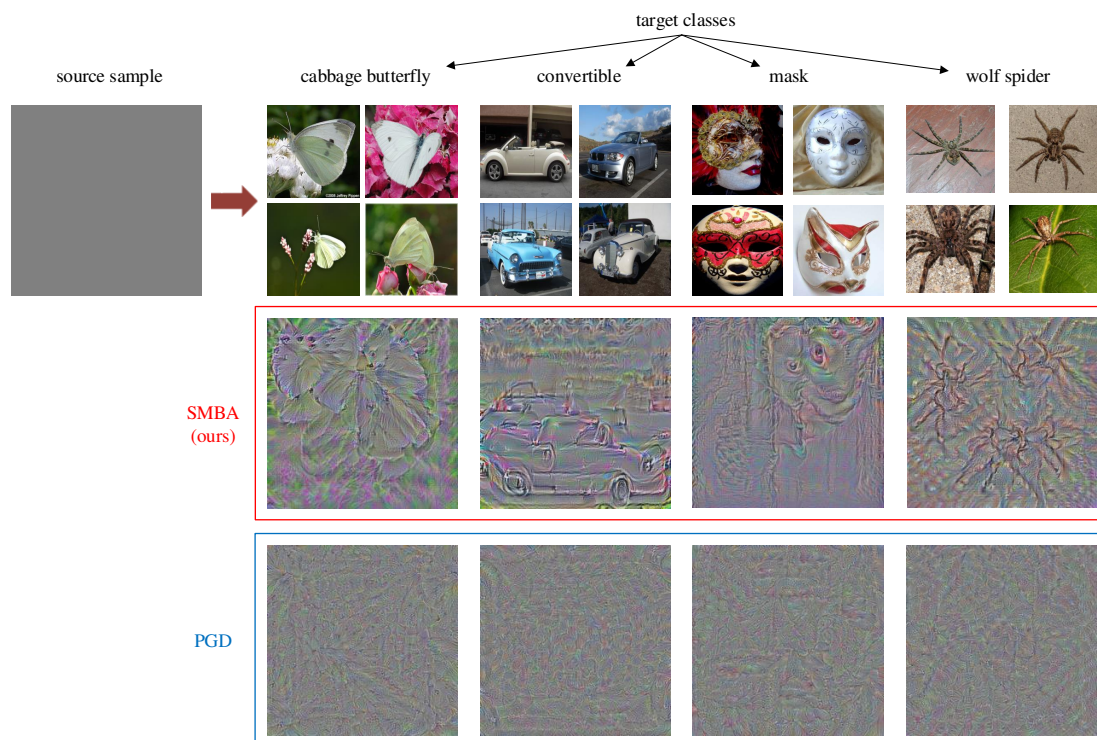 target classes
source sample
cabbage butterfly
convertible
mask
wolf spider
SMBA
(ours)
PGD